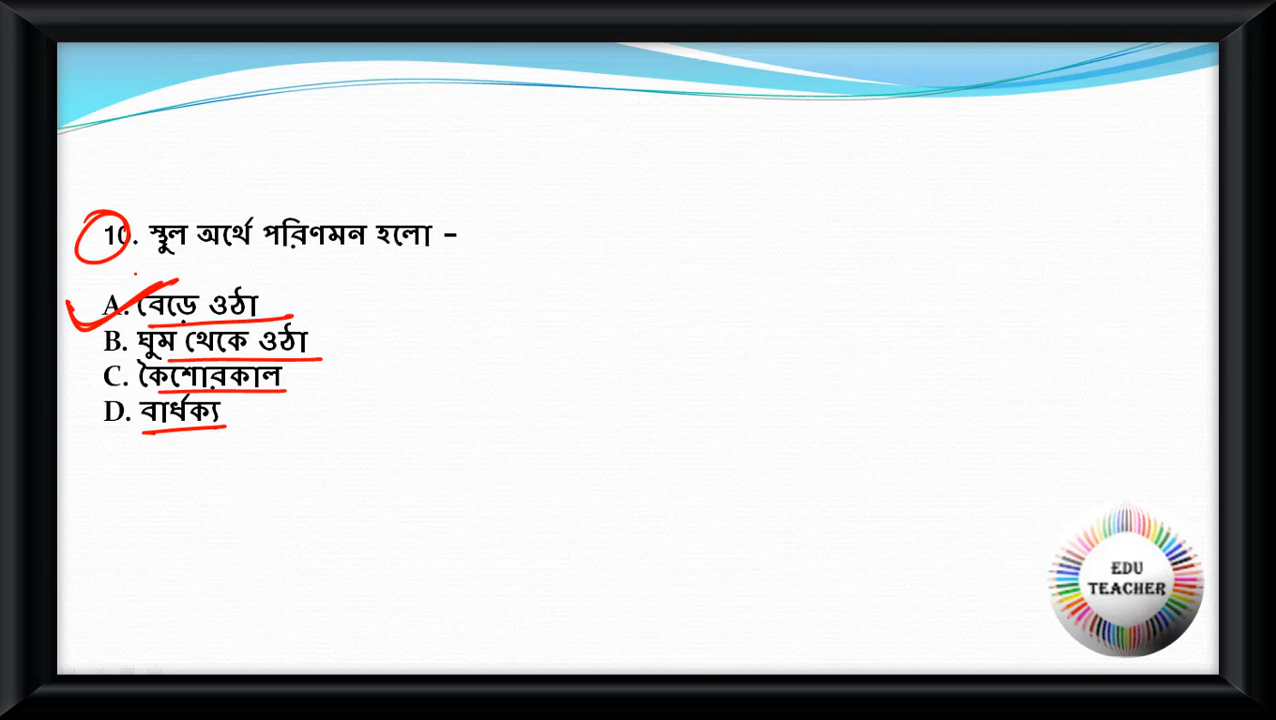 10. স্থুল অর্থে পরিণমন হলো –
A. বেড়ে ওঠা
B. ঘুম থেকে ওঠা
C. কৈশোরকাল
D. বার্ধক্য
EDU
TEACHER